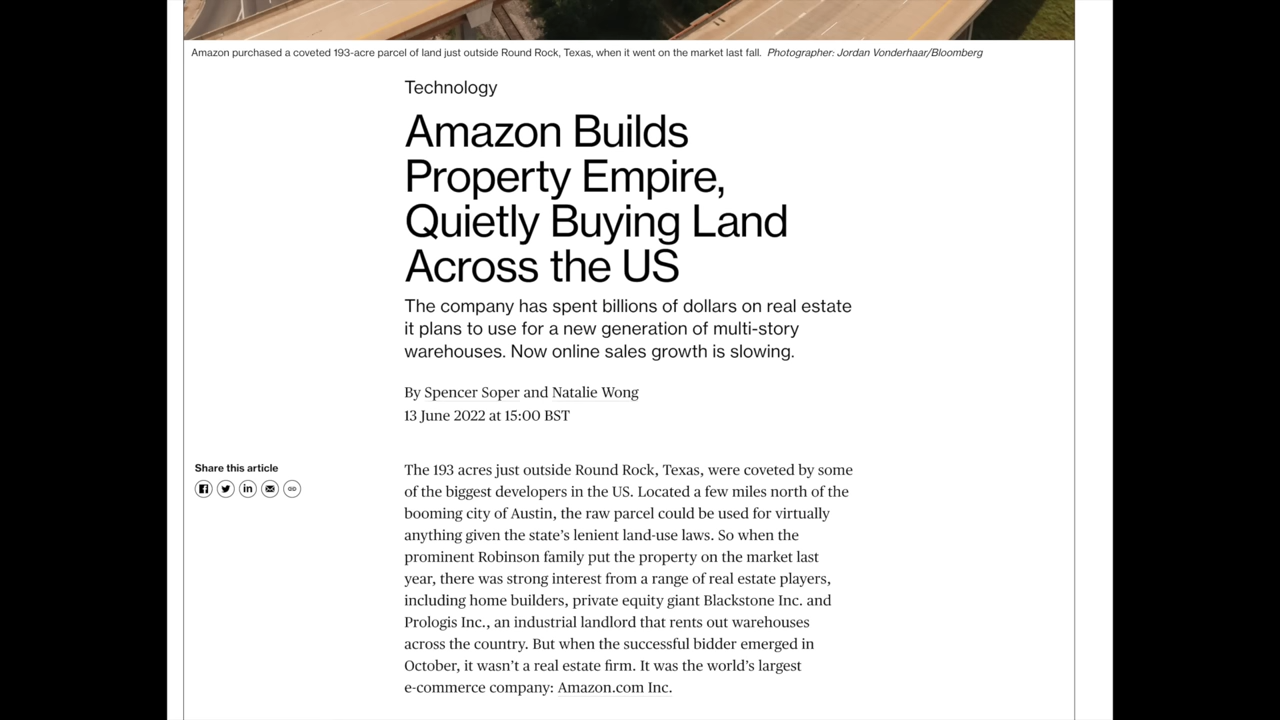 Amazon purchased a coveted 193-acre parcel of land just outside Round Rock, Texas, when it went on the market last fall. Photographer: Jordan Vonderhaar/Bloomberg
Technology
Amazon Builds
Property Empire,
Quietly Buying Land
Across the US
The company has spent billions of dollars on real estate
it plans to use for a new generation of multi-story
warehouses. Now online sales growth is slowing.
By Spencer Soper and Natalie Wong
13 June 2022 at 15:00 BST
Share this article
The 193 acres just outside Round Rock, Texas, were coveted by some
of the biggest developers in the US. Located a few miles north of the
booming city of Austin, the raw parcel could be used for virtually
anything given the state’s lenient land-use laws. So when the
prominent Robinson family put the property on the market last
year, there was strong interest from a range of real estate players,
including home builders, private equity giant Blackstone Inc. and
Prologis Inc., an industrial landlord that rents out warehouses
across the country. But when the successful bidder emerged in
October, it wasn’t a real estate firm. It was the world’s largest
e-commerce company: Amazon.com Inc.